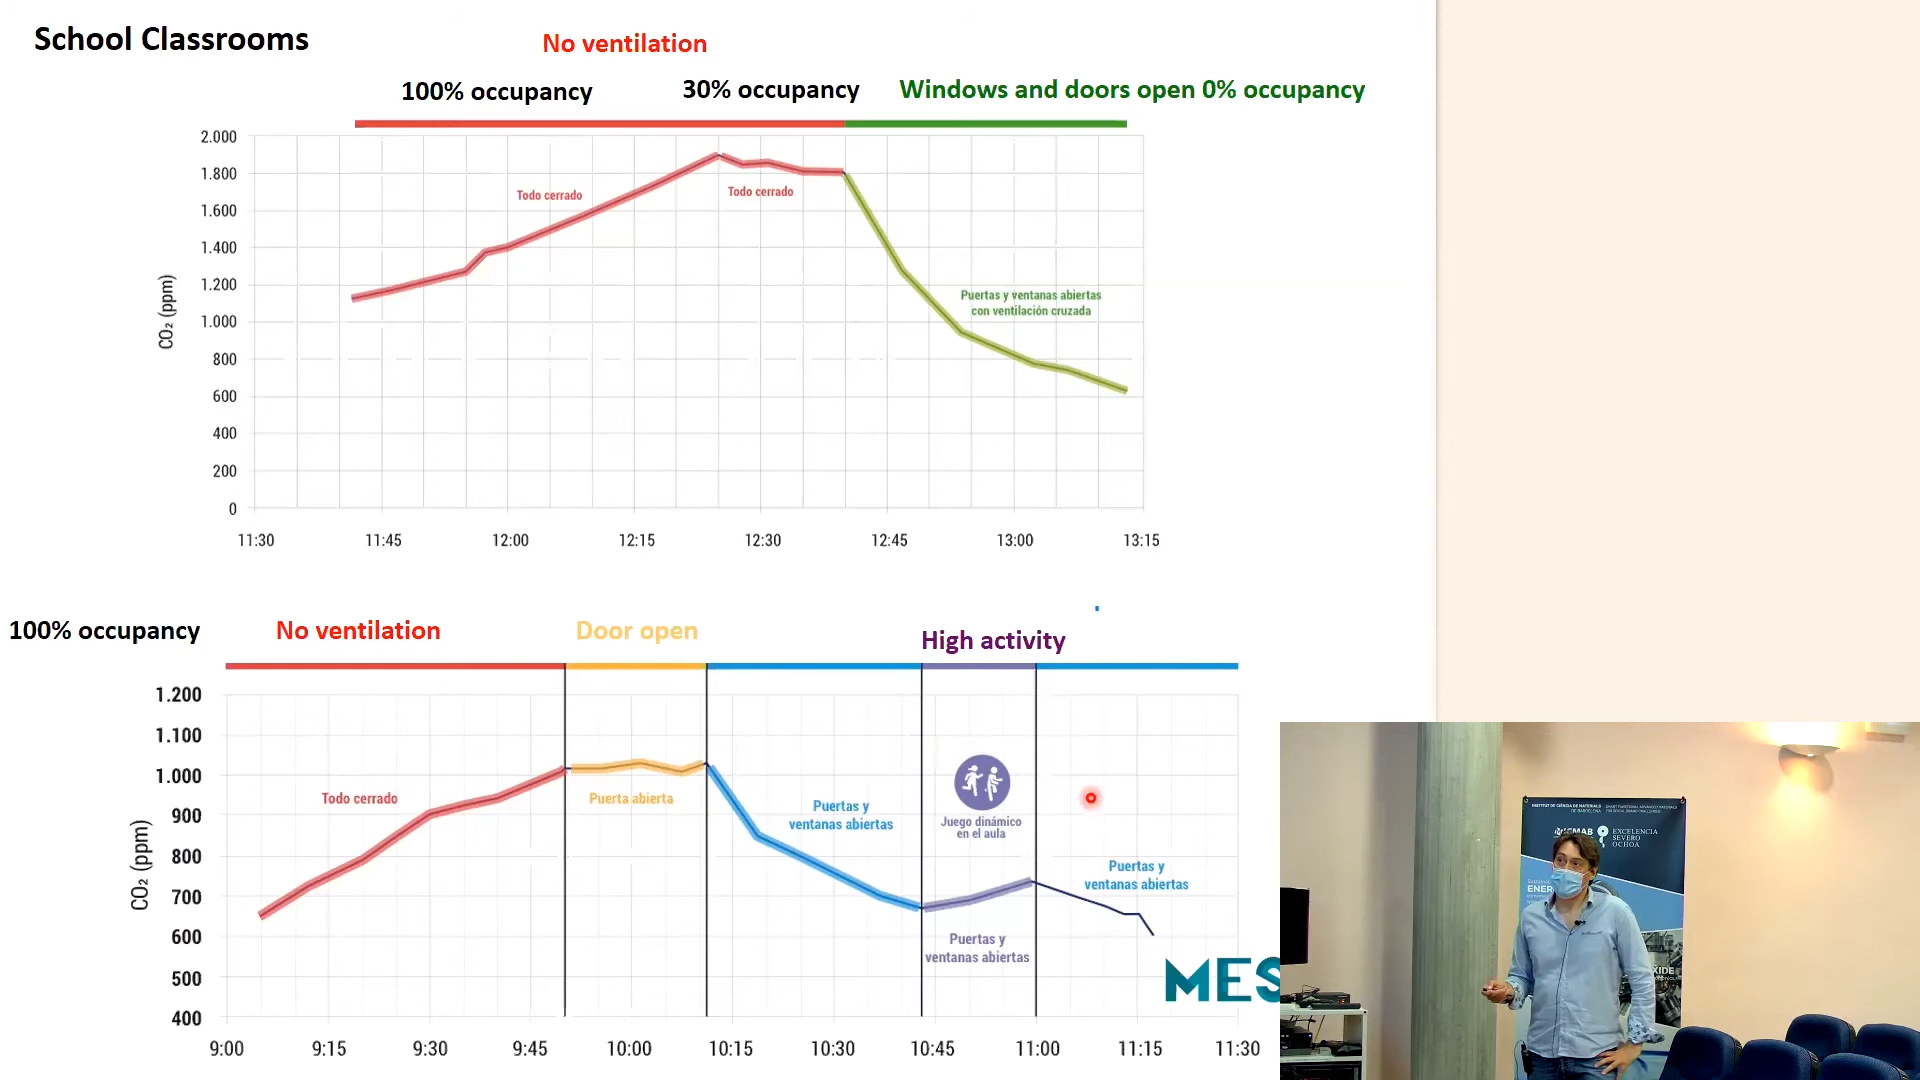 School Classrooms
No ventilation
100% occupancy
30% occupancy
Windows and doors open 0% occupancy
2.000
1.800
1.600
1.400
1.200
1.000
800
600
400
200
0
CO₂ (ppm)
Todo cerrado
Todo cerrado
Puertas y ventanas abiertas
con ventilación cruzada
11:30
11:45
12:00
12:15
12:30
12:45
13:00
13:15
100% occupancy
No ventilation
Door open
High activity
1.200
1.100
1.000
900
800
700
600
500
400
CO₂ (ppm)
Todo cerrado
Puerta abierta
Puertas y
ventanas abiertas
Juego dinámico
en el aula
Puertas y
ventanas abiertas
Puertas y
ventanas abiertas
9:00
9:15
9:30
9:45
10:00
10:15
10:30
10:45
11:00
11:15
11:30
MES
INSTITUT DE CIÈNCIA DE MATERIALS
DE BARCELONA
EXCELENCIA
SEVERO
OCHOA
ENER
XIDE